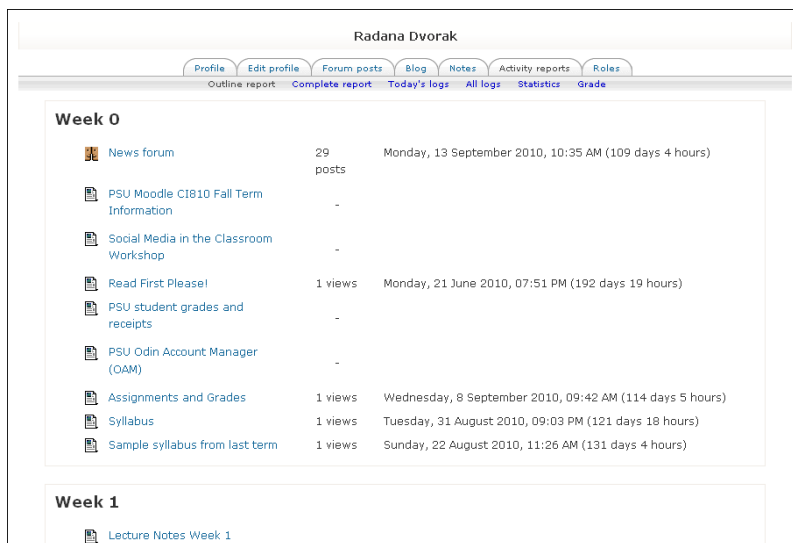 Radana Dvorak
Profile Edit profile Forum posts Blog Notes Activity reports Roles
Outline report Complete report Today's logs All logs Statistics Grade
Week 0
News forum 29 posts Monday, 13 September 2010, 10:35 AM (109 days 4 hours)
PSU Moodle CI810 Fall Term
Information -
Social Media in the Classroom
Workshop -
Read First Please! 1 views Monday, 21 June 2010, 07:51 PM (192 days 19 hours)
PSU student grades and
receipts -
PSU Odin Account Manager
(OAM) -
Assignments and Grades 1 views Wednesday, 8 September 2010, 09:42 AM (114 days 5 hours)
Syllabus 1 views Tuesday, 31 August 2010, 09:03 PM (121 days 18 hours)
Sample syllabus from last term 1 views Sunday, 22 August 2010, 11:26 AM (131 days 4 hours)
Week 1
Lecture Notes Week 1